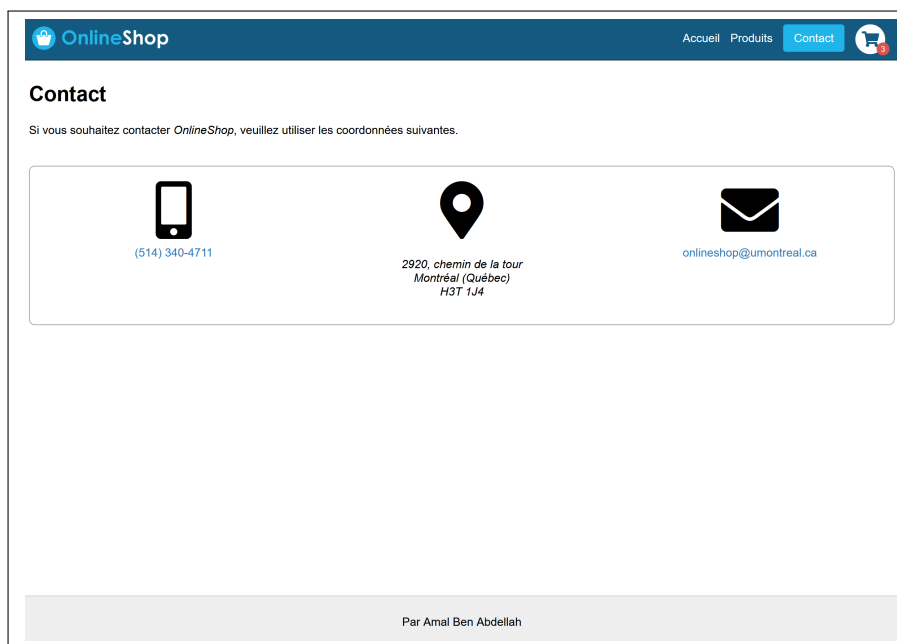 OnlineShop
Accueil Produits Contact
3
Contact
Si vous souhaitez contacter OnlineShop, veuillez utiliser les coordonnées suivantes.
(514) 340-4711
2920, chemin de la tour
Montréal (Québec)
H3T 1J4
onlineshop@umontreal.ca
Par Amal Ben Abdellah